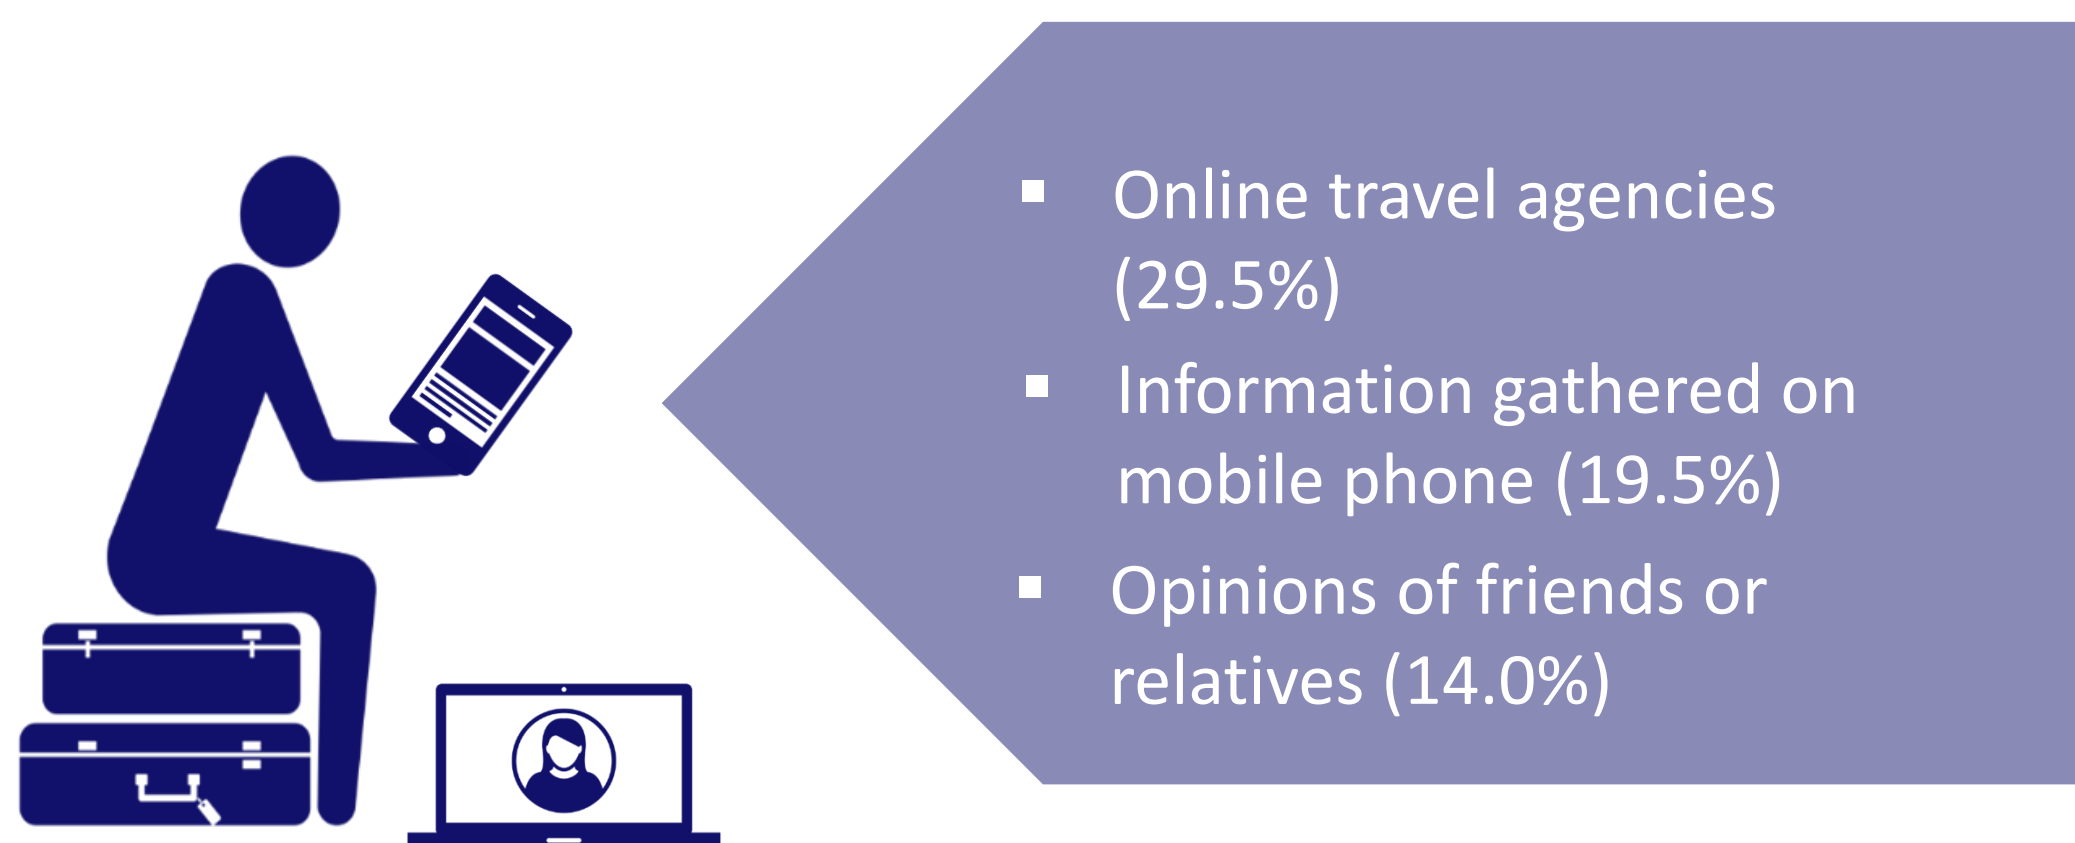 ▪ Online travel agencies
(29.5%)
▪ Information gathered on
mobile phone (19.5%)
▪ Opinions of friends or
relatives (14.0%)